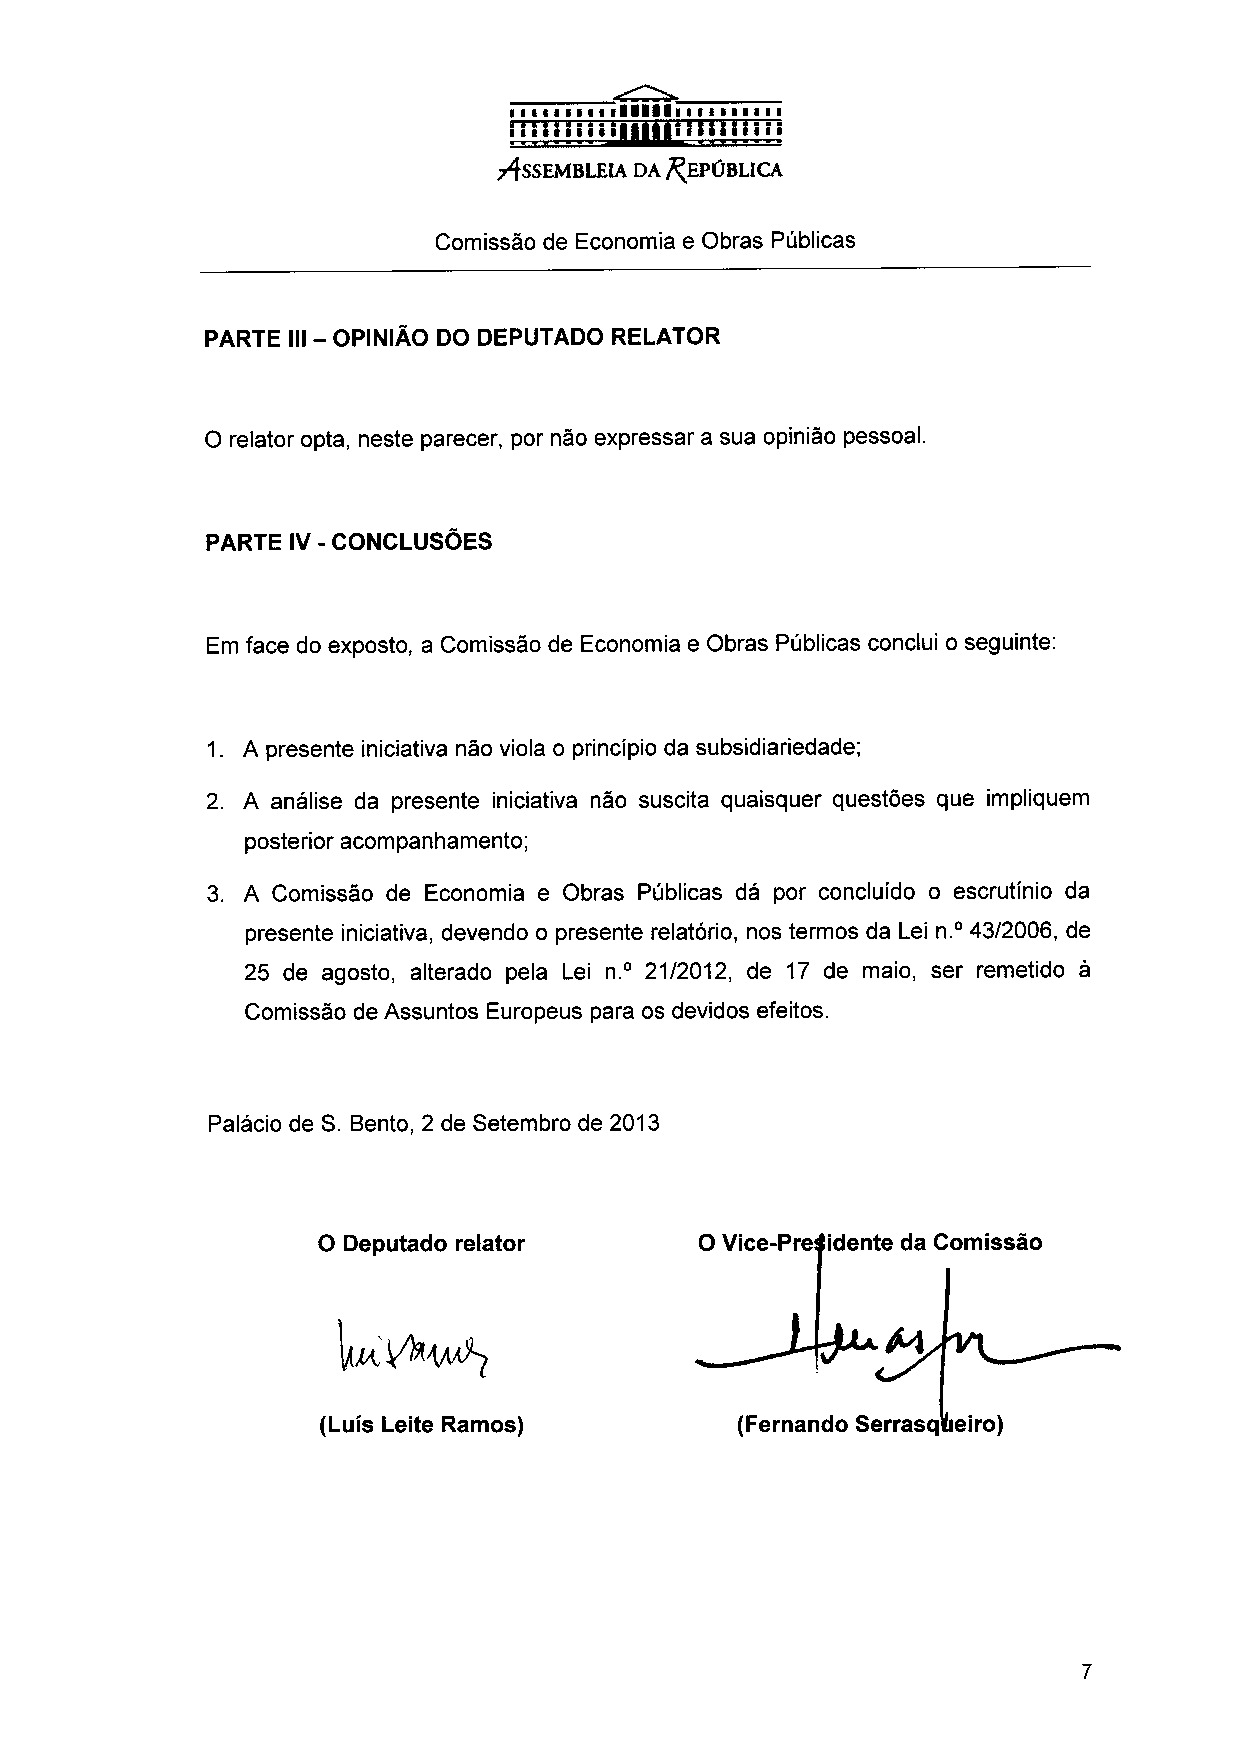 ASSEMBLEIA DA REPÚBLICA
Comissão de Economia e Obras Públicas
PARTE III – OPINIÃO DO DEPUTADO RELATOR
O relator opta, neste parecer, por não expressar a sua opinião pessoal.
PARTE IV - CONCLUSÕES
Em face do exposto, a Comissão de Economia e Obras Públicas conclui o seguinte:
1. A presente iniciativa não viola o princípio da subsidiariedade;
2. A análise da presente iniciativa não suscita quaisquer questões que impliquem
posterior acompanhamento;
3. A Comissão de Economia e Obras Públicas dá por concluído o escrutínio da
presente iniciativa, devendo o presente relatório, nos termos da Lei n.º 43/2006, de
25 de agosto, alterado pela Lei n.º 21/2012, de 17 de maio, ser remetido à
Comissão de Assuntos Europeus para os devidos efeitos.
Palácio de S. Bento, 2 de Setembro de 2013
O Deputado relator O Vice-Presidente da Comissão
(Luís Leite Ramos) (Fernando Serrasqueiro)
7